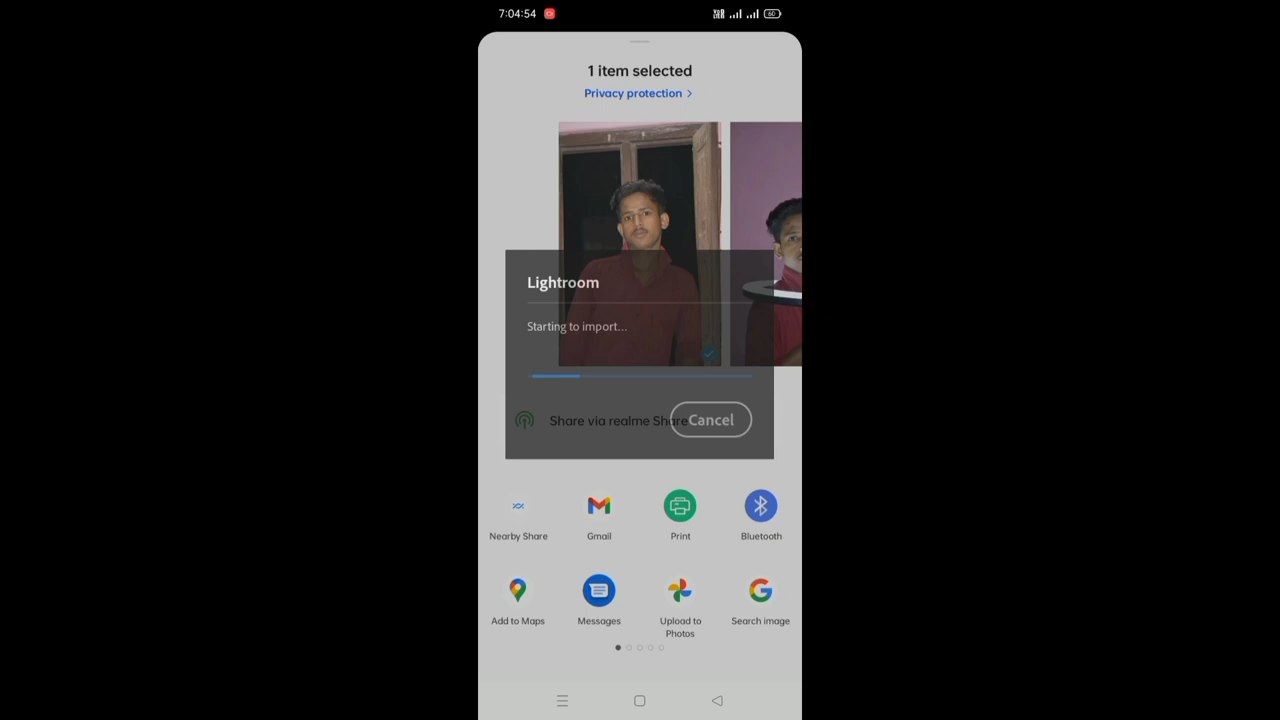 7:04:54
60
1 item selected
Privacy protection >
Lightroom
Starting to import...
Share via realme Share
Cancel
Nearby Share
Gmail
Print
Bluetooth
Add to Maps
Messages
Upload to
Photos
Search image